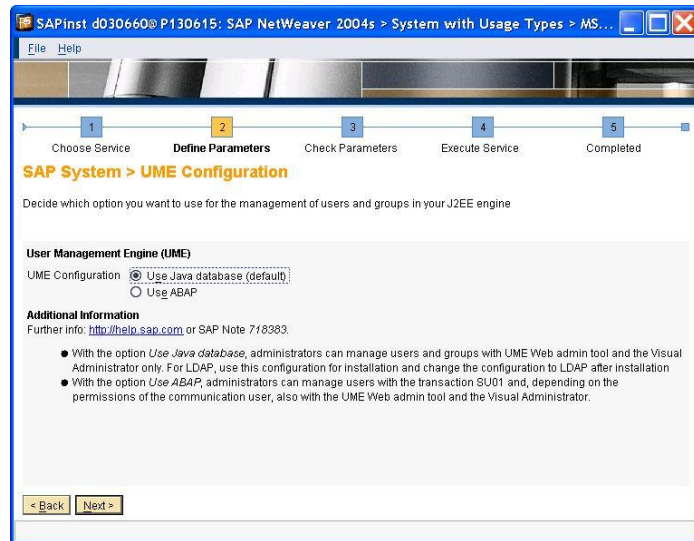 SAPinst d030660@P130615: SAP NetWeaver 2004s > System with Usage Types > MS...
File Help
1 2 3 4 5
Choose Service Define Parameters Check Parameters Execute Service Completed
SAP System > UME Configuration
Decide which option you want to use for the management of users and groups in your J2EE engine
User Management Engine (UME)
UME Configuration Use Java database (default)
Use ABAP
Additional Information
Further info: http://help.sap.com or SAP Note 718383.
● With the option Use Java database, administrators can manage users and groups with UME Web admin tool and the Visual
Administrator only. For LDAP, use this configuration for installation and change the configuration to LDAP after installation
● With the option Use ABAP, administrators can manage users with the transaction SU01 and, depending on the
permissions of the communication user, also with the UME Web admin tool and the Visual Administrator.
< Back Next >